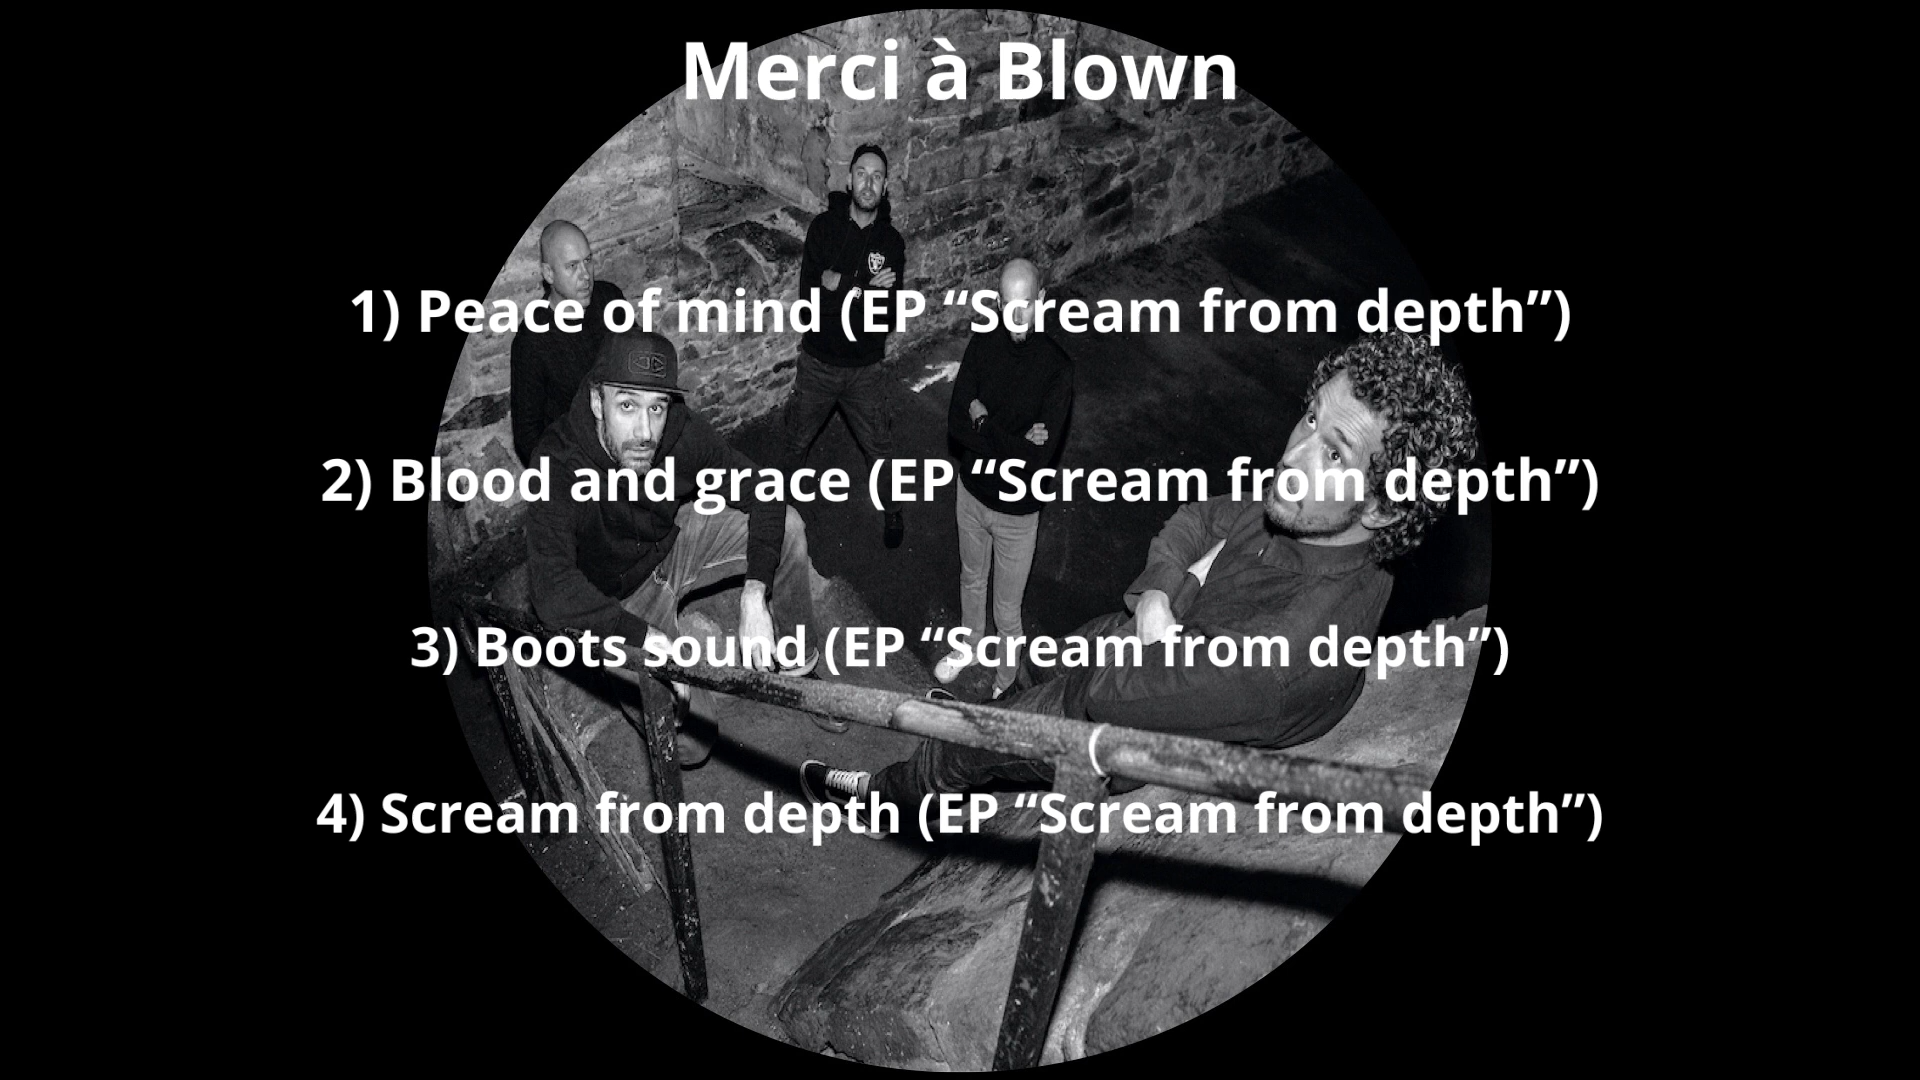 Merci à Blown
1) Peace of mind (EP “Scream from depth”)
2) Blood and grace (EP “Scream from depth”)
3) Boots sound (EP “Scream from depth”)
4) Scream from depth (EP “Scream from depth”)